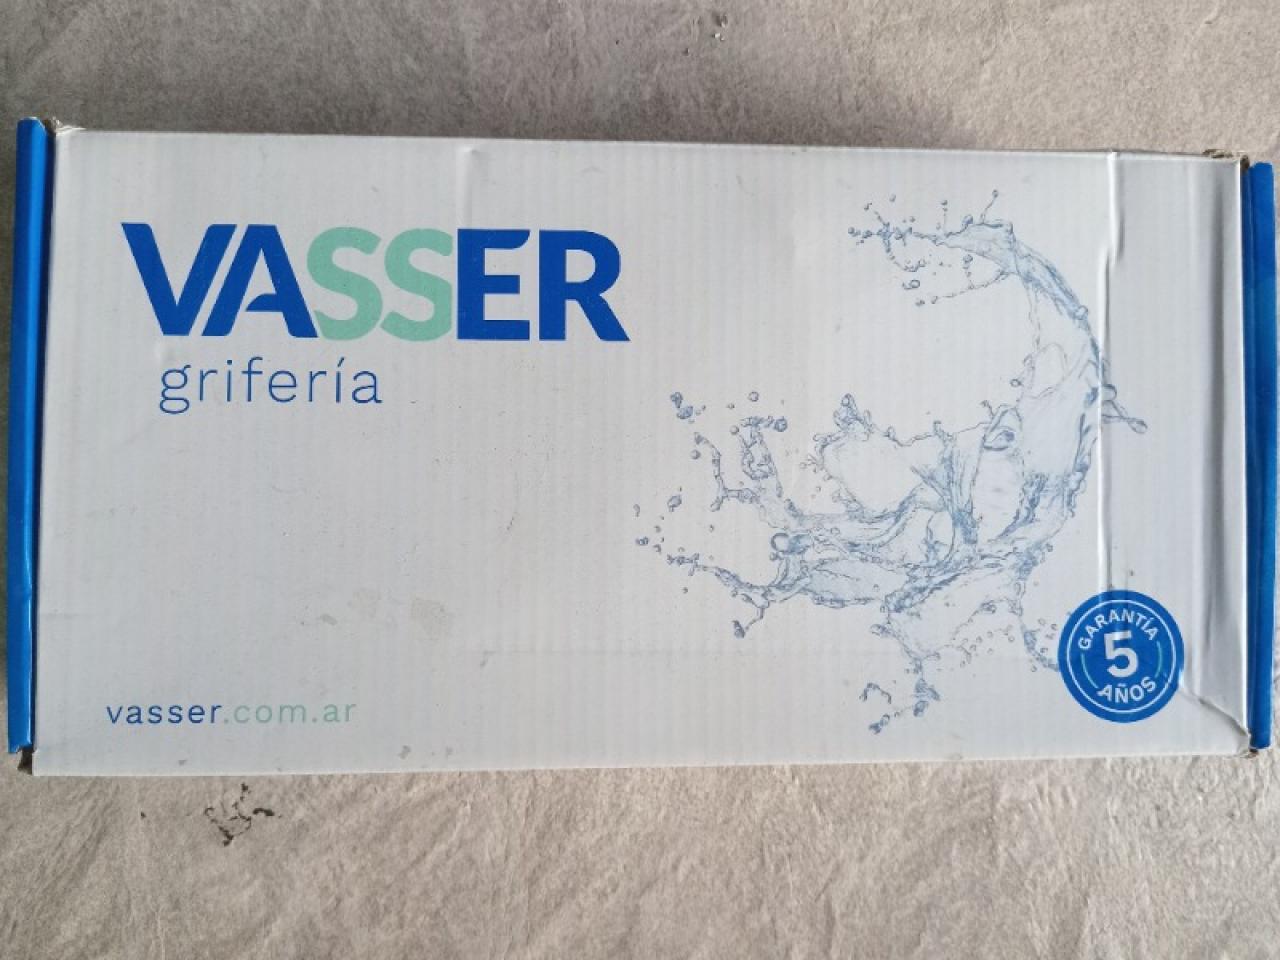 VASSER
grifería
vasser.com.ar
GARANTÍA
5
AÑOS